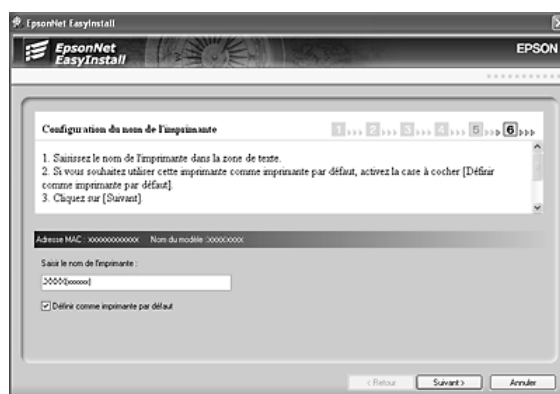 EpsonNet EasyInstall
EpsonNet
EasyInstall
EPSON
Configuration du nom de l'imprimante
1 2 3 4 5 6
1. Saisissez le nom de l'imprimante dans la zone de texte.
2. Si vous souhaitez utiliser cette imprimante comme imprimante par défaut, activez la case à cocher [Définir
comme imprimante par défaut].
3. Cliquez sur [Suivant].
Adresse MAC : XXXXXXXXXXXX Nom du modèle :
Saisir le nom de l'imprimante :
Définir comme imprimante par défaut
< Retour
Suivant >
Annuler